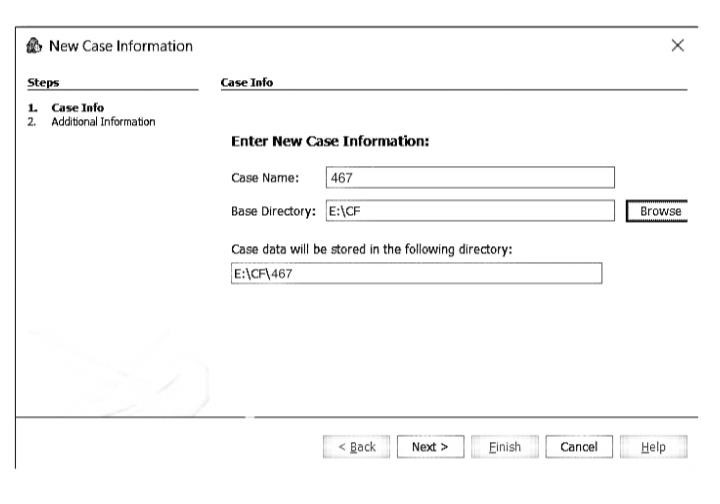 New Case Information
Steps
Case Info
1. Case Info
2. Additional Information
Enter New Case Information:
Case Name: 467
Base Directory: E:\CF Browse
Case data will be stored in the following directory:
E:\CF\467
< Back Next > Finish Cancel Help